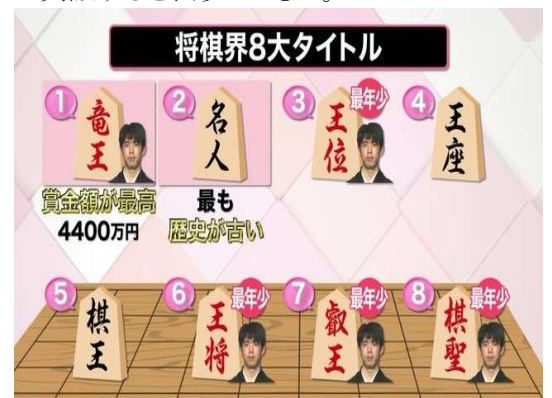 将棋界8大タイトル
① 竜王
賞金額が最高
4400万円
② 名人
最も
歴史が古い
③ 王位 最年少
④ 王座
⑤ 棋王
⑥ 王将 最年少
⑦ 叡王 最年少
⑧ 棋聖 最年少